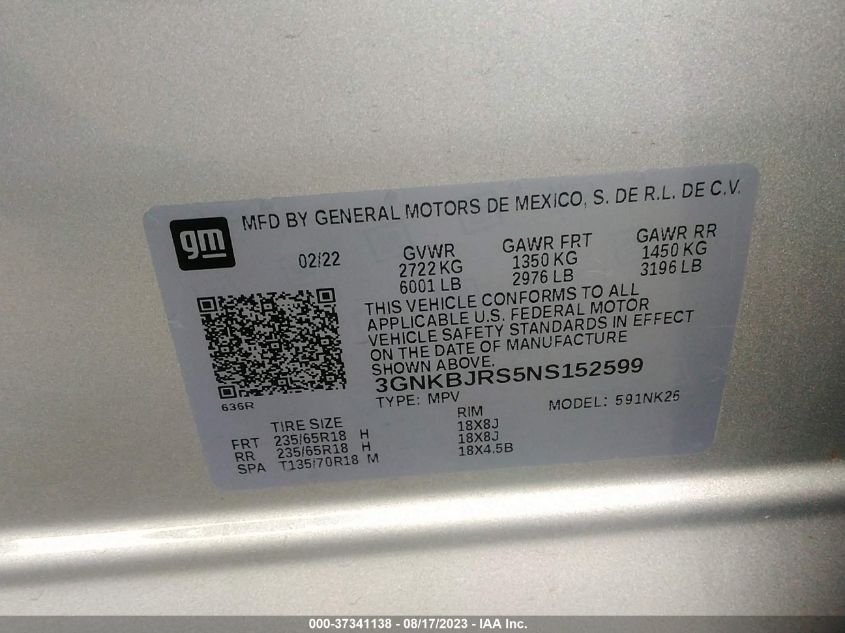 gm
MFD BY GENERAL MOTORS DE MEXICO, S. DE R.L. DE C.V.
02/22 GVWR GAWR FRT GAWR RR
2722 KG 1350 KG 1450 KG
6001 LB 2976 LB 3196 LB
THIS VEHICLE CONFORMS TO ALL
APPLICABLE U.S. FEDERAL MOTOR
VEHICLE SAFETY STANDARDS IN EFFECT
ON THE DATE OF MANUFACTURE
SHOWN ABOVE.
3GNKBJRS5NS152599
TYPE: MPV MODEL: 591NK26
636R
TIRE SIZE RIM
FRT 235/65R18 H 18X8J
RR 235/65R18 H 18X8J
SPA T135/70R18 M 18X4.5B
000-37341138 - 08/17/2023 - IAA Inc.